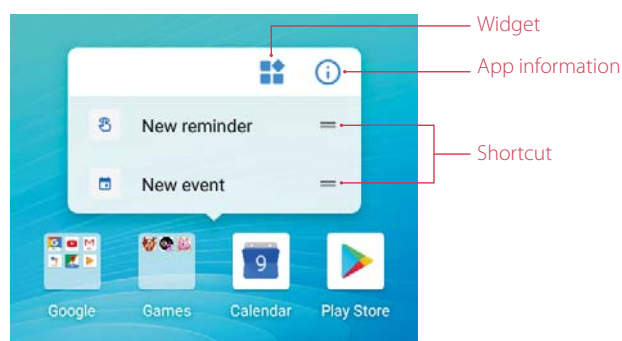 Widget
App information
New reminder
Shortcut
New event
9
Google
Games
Calendar
Play Store